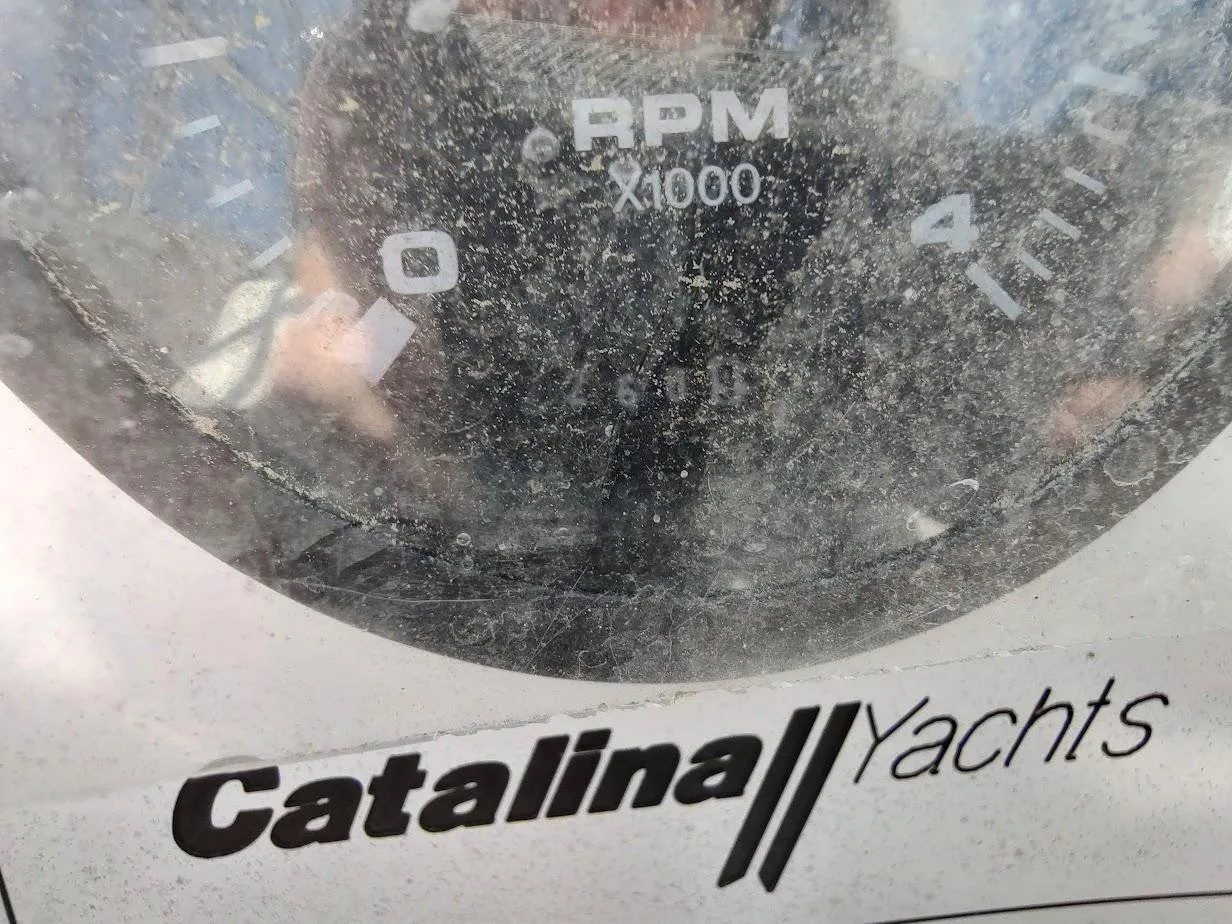 RPM
X1000
0
4
Catalina Yachts